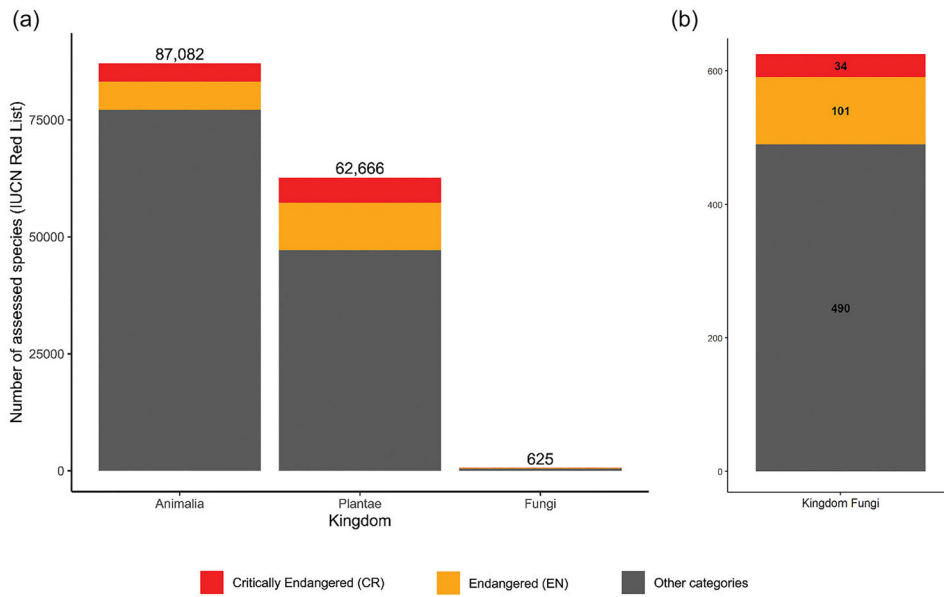 (a)
(b)
Number of assessed species (IUCN Red List)
75000
50000
25000
0
87,082
62,666
625
Animalia
Plantae
Fungi
Kingdom
600
400
200
0
34
101
490
Kingdom Fungi
Critically Endangered (CR)
Endangered (EN)
Other categories